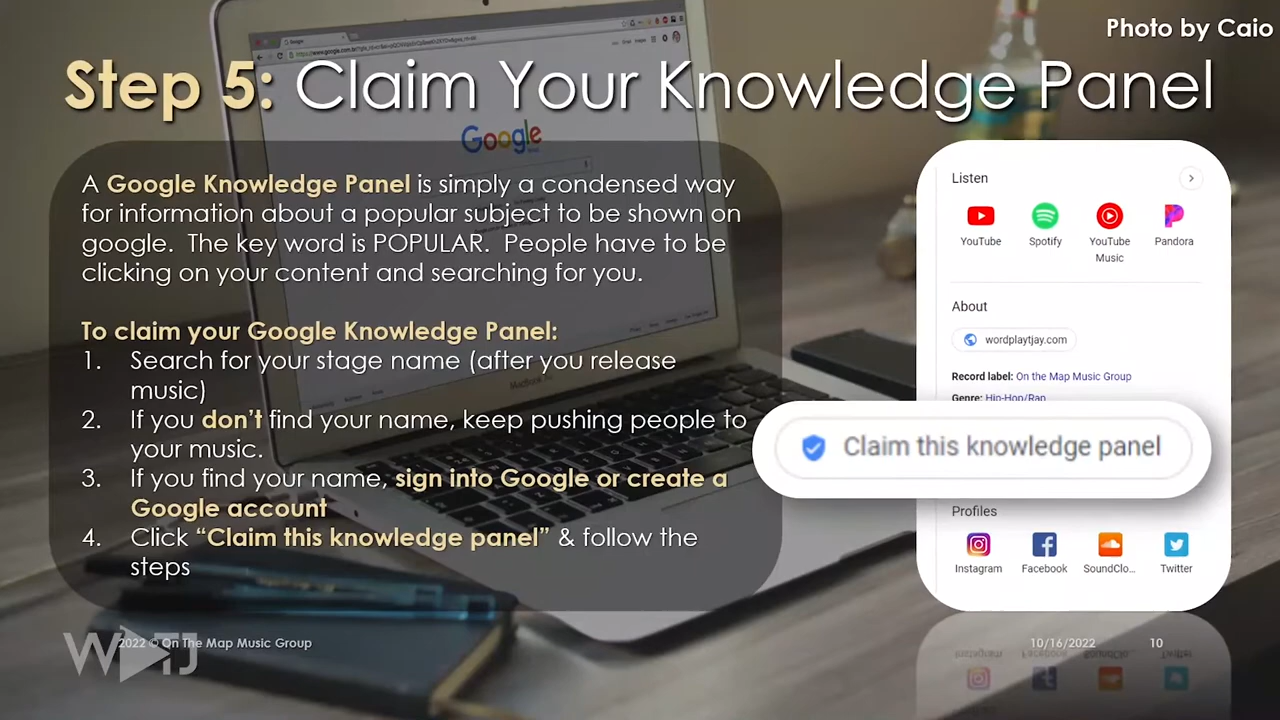 Photo by Caio
Step 5: Claim Your Knowledge Panel
Google
A Google Knowledge Panel is simply a condensed way
for information about a popular subject to be shown on
google. The key word is POPULAR. People have to be
clicking on your content and searching for you.
To claim your Google Knowledge Panel:
1. Search for your stage name (after you release
music)
2. If you don't find your name, keep pushing people to
your music.
3. If you find your name, sign into Google or create a
Google account
4. Click “Claim this knowledge panel” & follow the
steps
Listen
YouTube Spotify YouTube Music Pandora
About
wordplaytjay.com
Record label: On the Map Music Group
Genre: Hip-Hop/Rap
Claim this knowledge panel
Profiles
Instagram Facebook SoundClo... Twitter
WPTJ
2022 © On The Map Music Group
10/16/2022
10